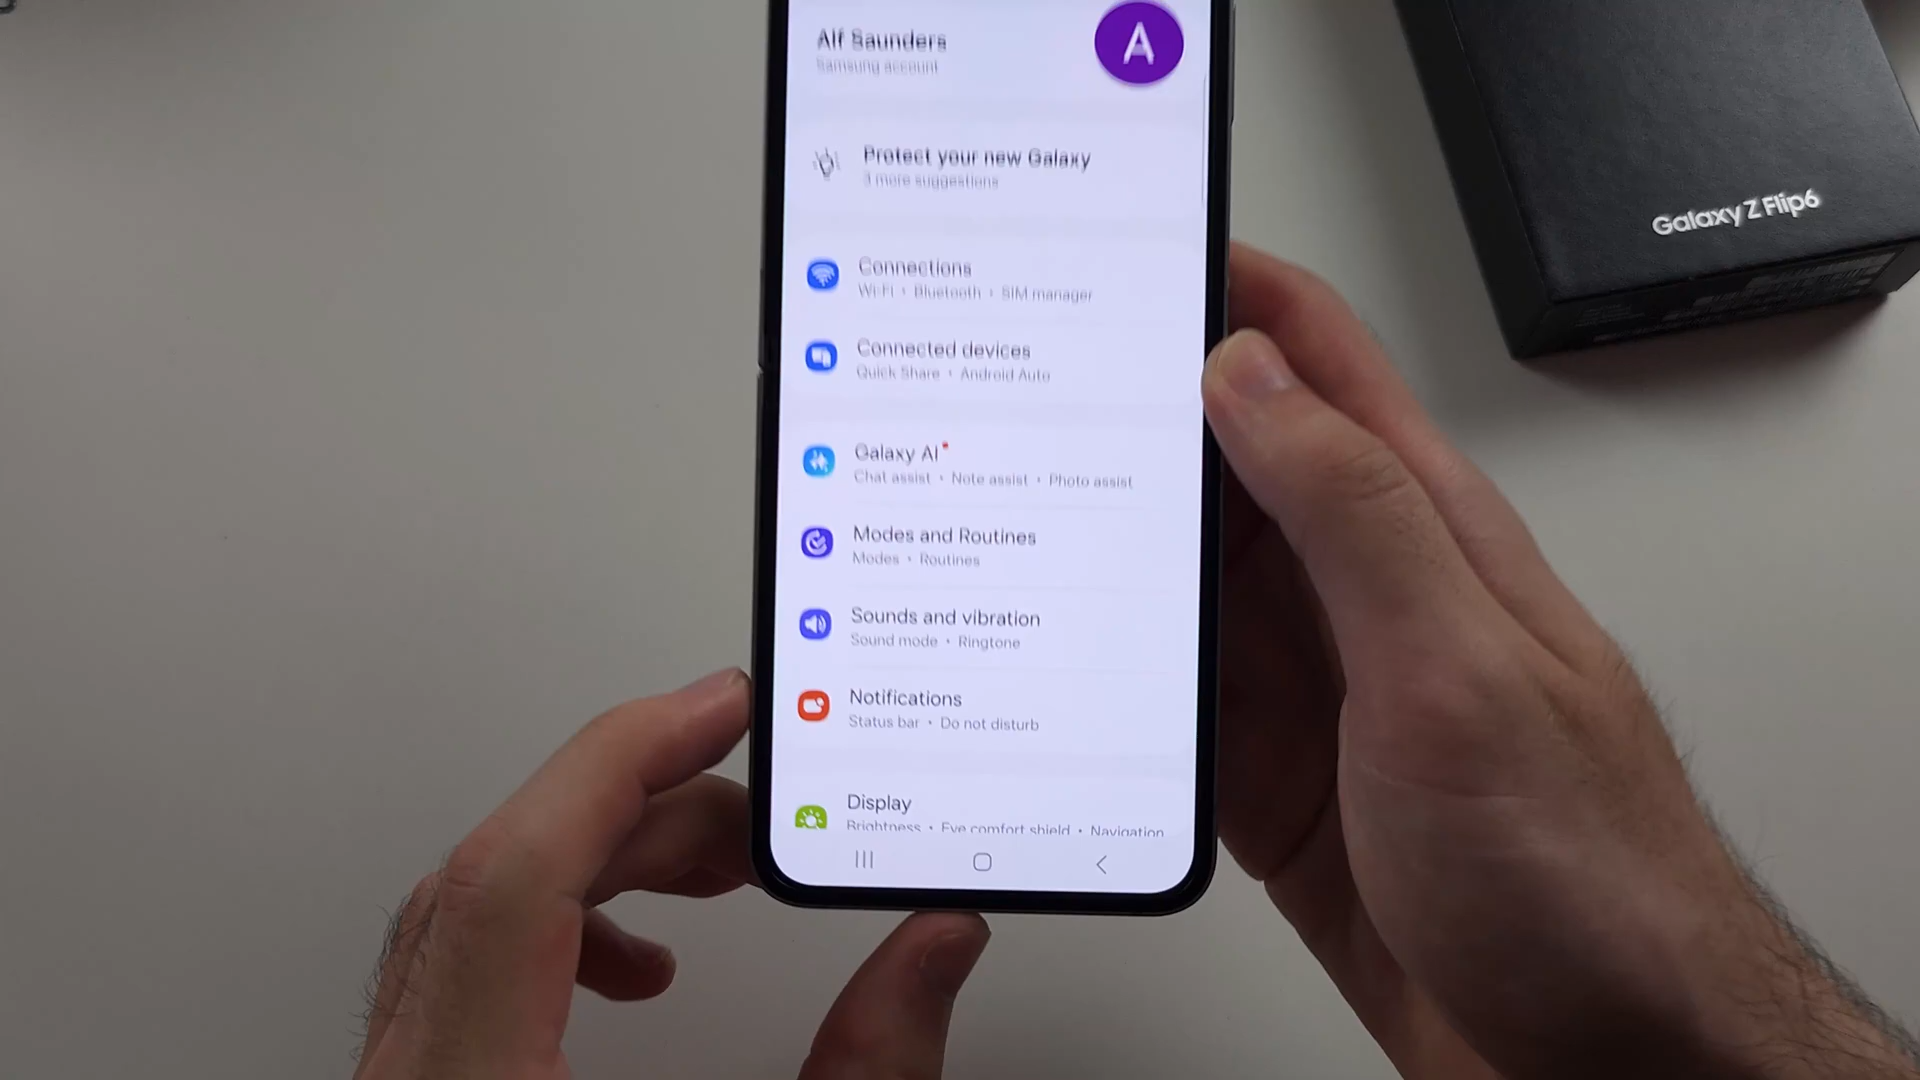 Alf Saunders
A
Samsung account
Protect your new Galaxy
3 more suggestions
Connections
Wi-Fi • Bluetooth • SIM manager
Connected devices
Quick Share • Android Auto
Galaxy AI
Chat assist • Note assist • Photo assist
Modes and Routines
Modes • Routines
Sounds and vibration
Sound mode • Ringtone
Notifications
Status bar • Do not disturb
Display
Brightness • Eye comfort shield • Navigation
Galaxy Z Flip6